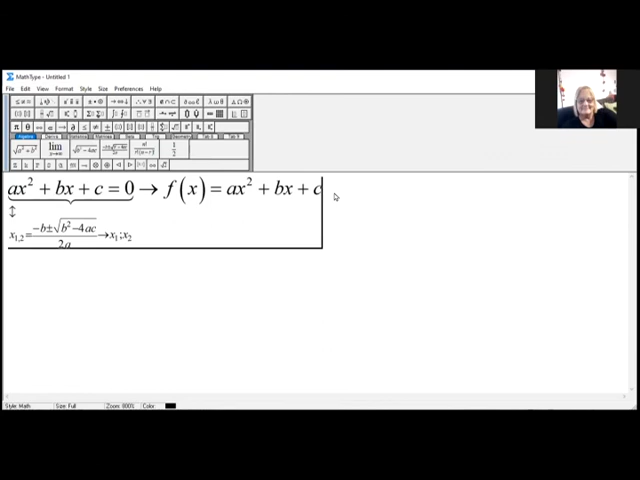 MathType - Untitled 1
File Edit View Format Style Size Preferences Help
ax² + bx + c = 0 → f(x) = ax² + bx + c
↕
x₁,₂ = (-b±√(b²-4ac))/2a → x₁;x₂
Style: Math Size: Full Zoom: 800% Color: